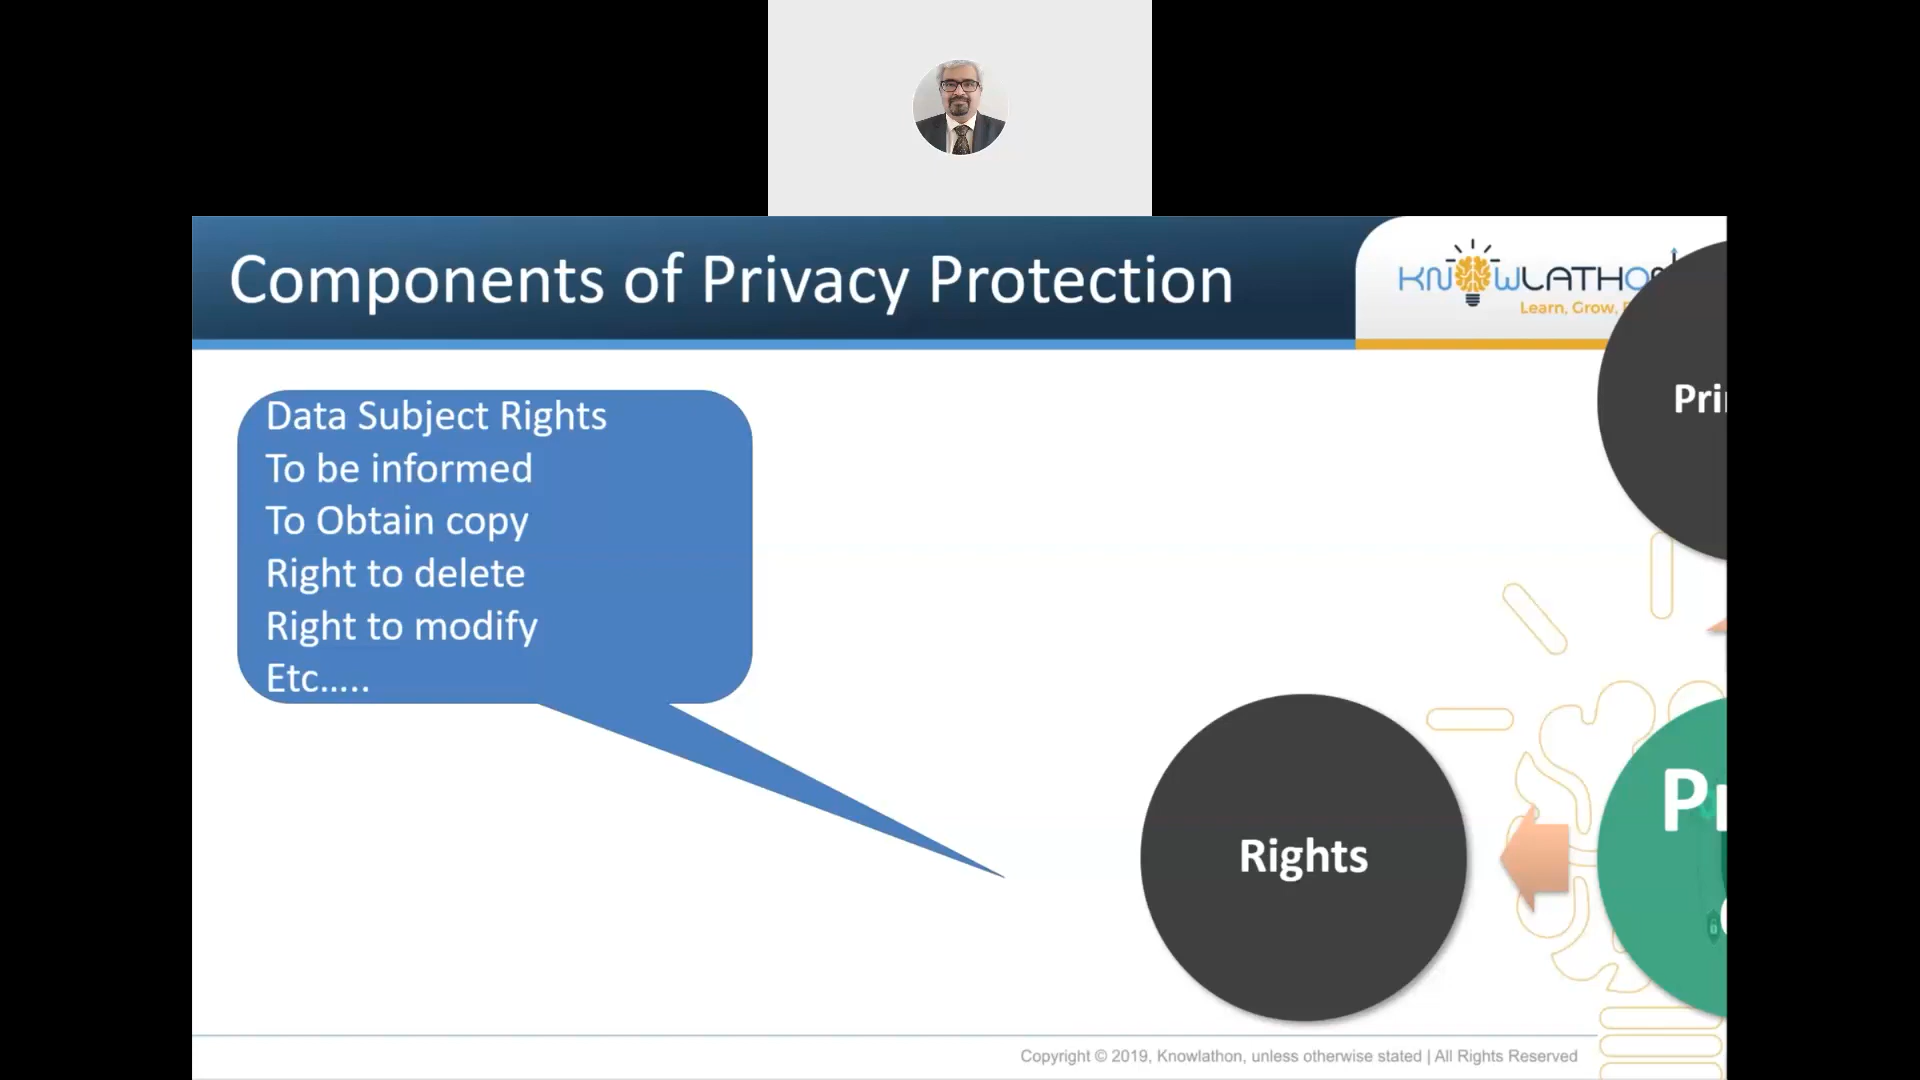 Components of Privacy Protection
KNOWLATHON
Learn, Grow,
Data Subject Rights
To be informed
To Obtain copy
Right to delete
Right to modify
Etc.....
Rights
Copyright © 2019, Knowlathon, unless otherwise stated | All Rights Reserved